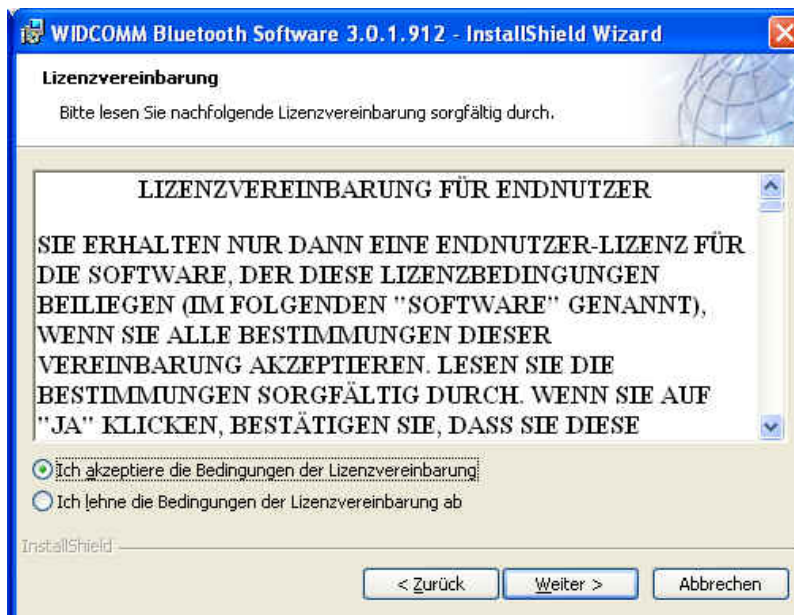 WIDCOMM Bluetooth Software 3.0.1.912 - InstallShield Wizard
Lizenzvereinbarung
Bitte lesen Sie nachfolgende Lizenzvereinbarung sorgfältig durch.
LIZENZVEREINBARUNG FÜR ENDNUTZER
SIE ERHALTEN NUR DANN EINE ENDNUTZER-LIZENZ FÜR
DIE SOFTWARE, DER DIESE LIZENZBEDINGUNGEN
BEILIEGEN (IM FOLGENDEN "SOFTWARE" GENANNT),
WENN SIE ALLE BESTIMMUNGEN DIESER
VEREINBARUNG AKZEPTIEREN. LESEN SIE DIE
BESTIMMUNGEN SORGFÄLTIG DURCH. WENN SIE AUF
"JA" KLICKEN, BESTÄTIGEN SIE, DASS SIE DIESE
Ich akzeptiere die Bedingungen der Lizenzvereinbarung
Ich lehne die Bedingungen der Lizenzvereinbarung ab
InstallShield
< Zurück
Weiter >
Abbrechen